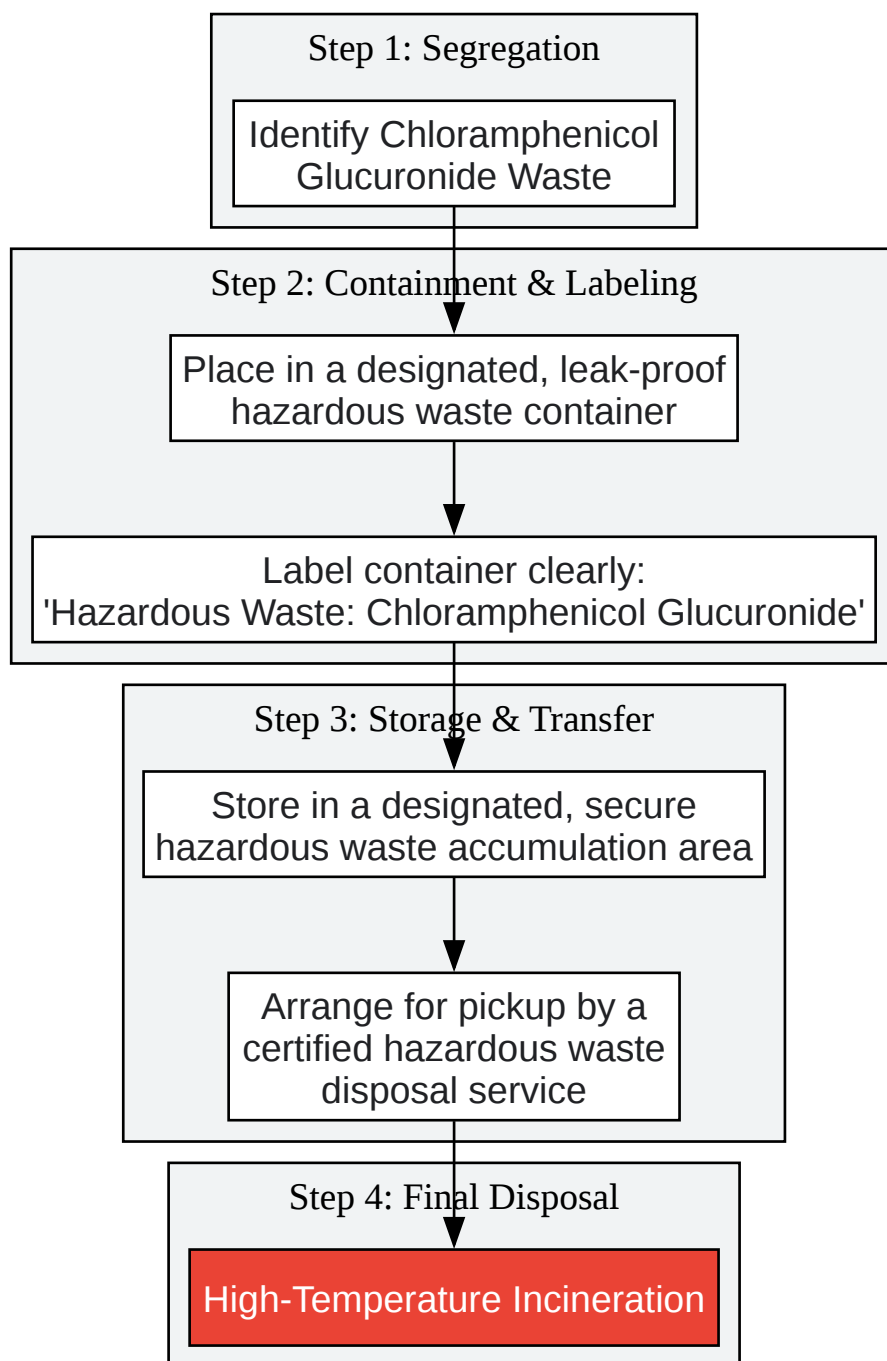 Step 1: Segregation
Identify Chloramphenicol
Glucuronide Waste
Step 2: Containment & Labeling
Place in a designated, leak-proof
hazardous waste container
Label container clearly:
'Hazardous Waste: Chloramphenicol Glucuronide'
Step 3: Storage & Transfer
Store in a designated, secure
hazardous waste accumulation area
Arrange for pickup by a
certified hazardous waste
disposal service
Step 4: Final Disposal
High-Temperature Incineration